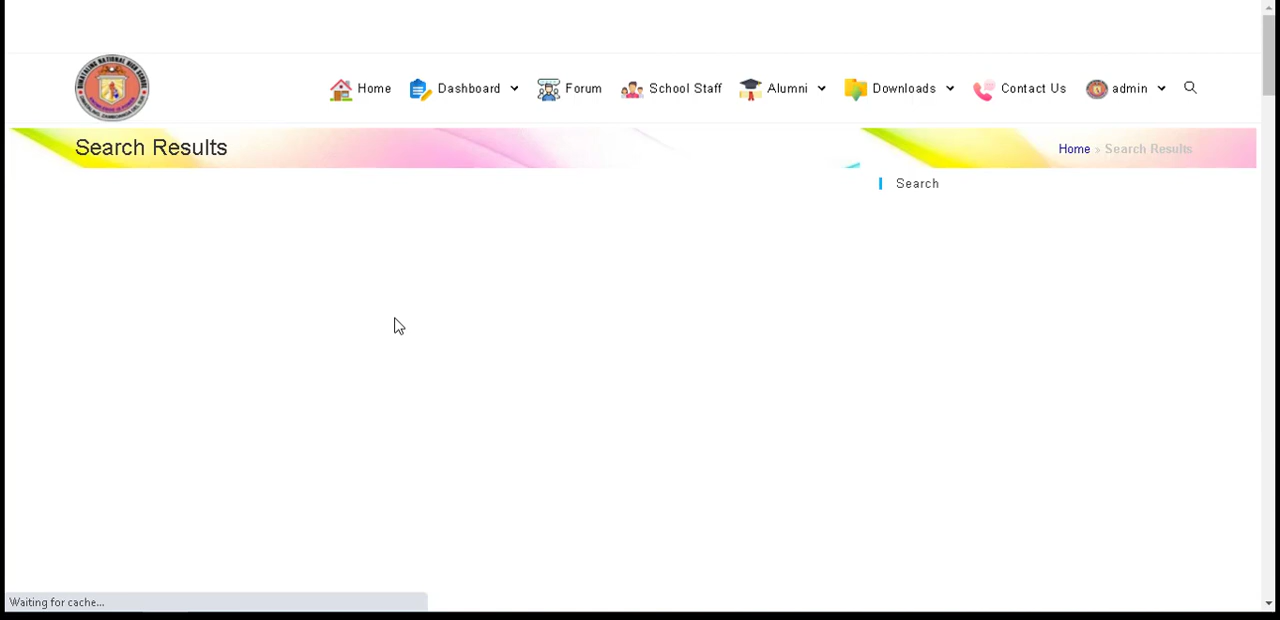 Home Dashboard Forum School Staff Alumni Downloads Contact Us admin
Search Results
Home » Search Results
Search
Waiting for cache...